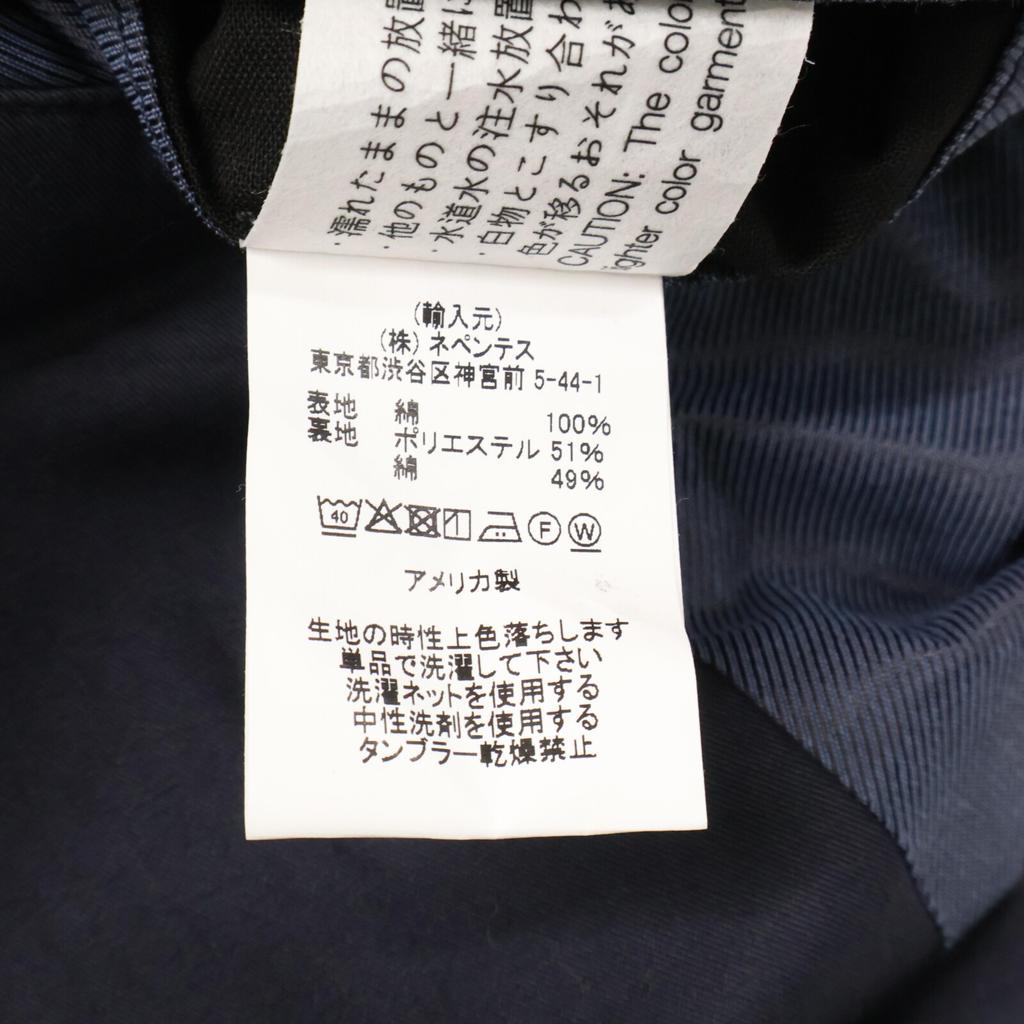 ・濡れたままの放置
・他のものと一緒に
・水道水の注水放置
・白物とこすり合わ
色が移るおそれがあ
CAUTION: The colo
lighter color garment
(輸入元)
(株) ネペンテス
東京都渋谷区神宮前 5-44-1
表地 綿 100%
裏地 ポリエステル 51%
綿 49%
40 F W
アメリカ製
生地の時性上色落ちします
単品で洗濯して下さい
洗濯ネットを使用する
中性洗剤を使用する
タンブラー乾燥禁止